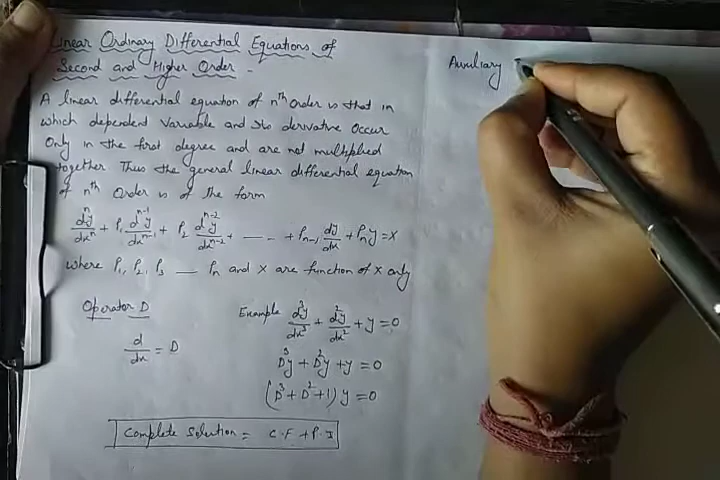 Linear Ordinary Differential Equations of
Second and Higher Order -
A linear differential equation of nth Order is that in
which dependent variable and its derivative occur
Only in the first degree and are not multiplied
together. Thus the general linear differential equation
of nth Order is of the form
dⁿy/dxⁿ + P₁ dⁿ⁻¹y/dxⁿ⁻¹ + P₂ dⁿ⁻²y/dxⁿ⁻² + -- - - + Pₙ₋₁ dy/dx + Pₙy = X
where P₁, P₂, P₃ __ Pn and X are function of x only
Operator D
d/dx = D
Example d³y/dx³ + d²y/dx² + y = 0
D³y + D²y + y = 0
(D³ + D² + 1) y = 0
Complete Solution = C.F + P.I
Auxiliary